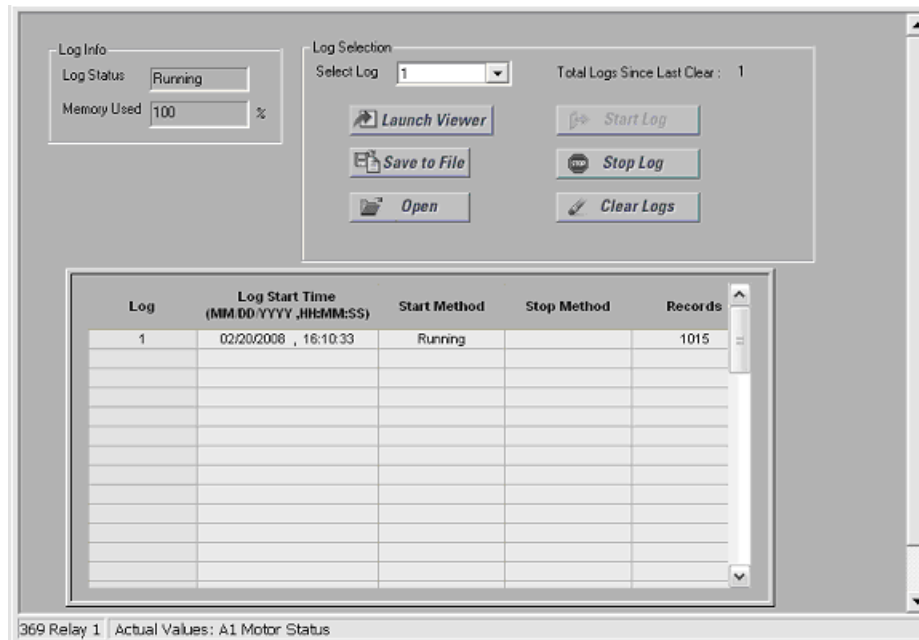 Log Info
Log Status Running
Memory Used 100 %
Log Selection
Select Log 1
Total Logs Since Last Clear : 1
Launch Viewer
Start Log
Save to File
STOP Stop Log
Open
Clear Logs
Log Log Start Time (MM/DD/YYYY ,HH:MM:SS) Start Method Stop Method Records
1 02/20/2008 , 16:10:33 Running 1015
369 Relay 1 Actual Values: A1 Motor Status